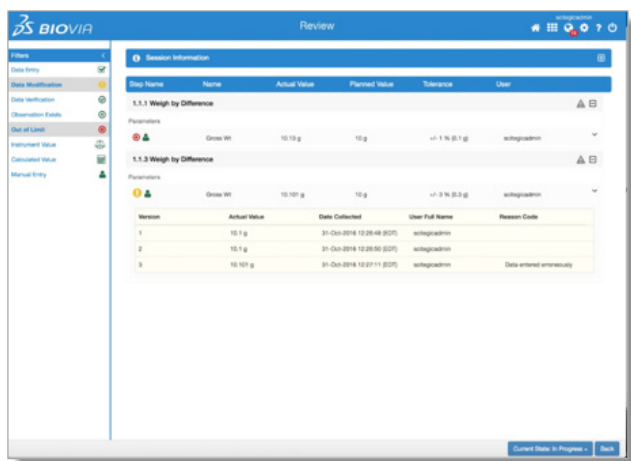 scitegicadmin
BIOVIA Review
Filters
Session Information
Data Entry
Data Modification
Step Name Name Actual Value Planned Value Tolerance User
Data Verification
1.1.1 Weigh by Difference
Observation Exists
Parameters
Out of Limit
Gross Wt 10.13 g 10 g +/- 1 % (0.1 g) scitegicadmin
Instrument Value
Calculated Value
1.1.3 Weigh by Difference
Manual Entry
Parameters
Gross Wt 10.101 g 10 g +/- 3 % (0.3 g) scitegicadmin
Version Actual Value Date Collected User Full Name Reason Code
1 10.1 g 31-Oct-2016 12:26:48 (EDT) scitegicadmin
2 10.1 g 31-Oct-2016 12:26:50 (EDT) scitegicadmin
3 10.101 g 31-Oct-2016 12:27:11 (EDT) scitegicadmin Data entered erroneously
Current State: In Progress
Back